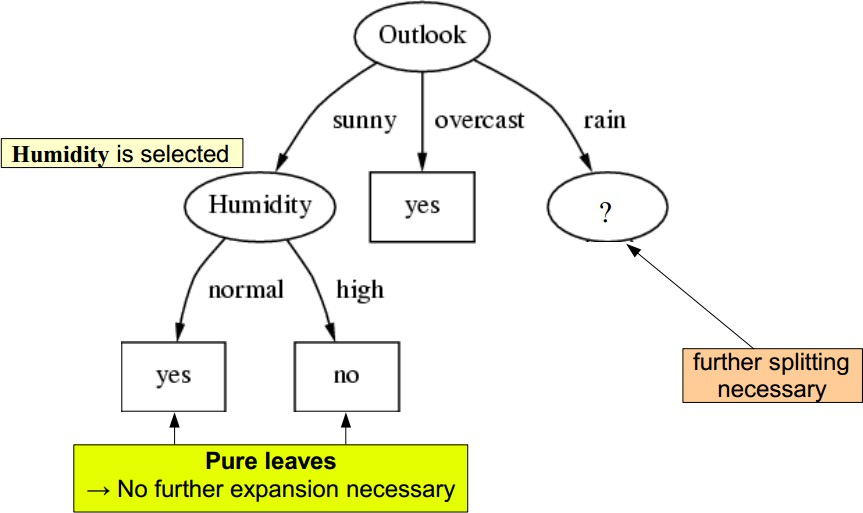 Outlook
sunny
overcast
rain
Humidity is selected
Humidity
yes
?
normal
high
yes
no
further splitting
necessary
Pure leaves
→ No further expansion necessary